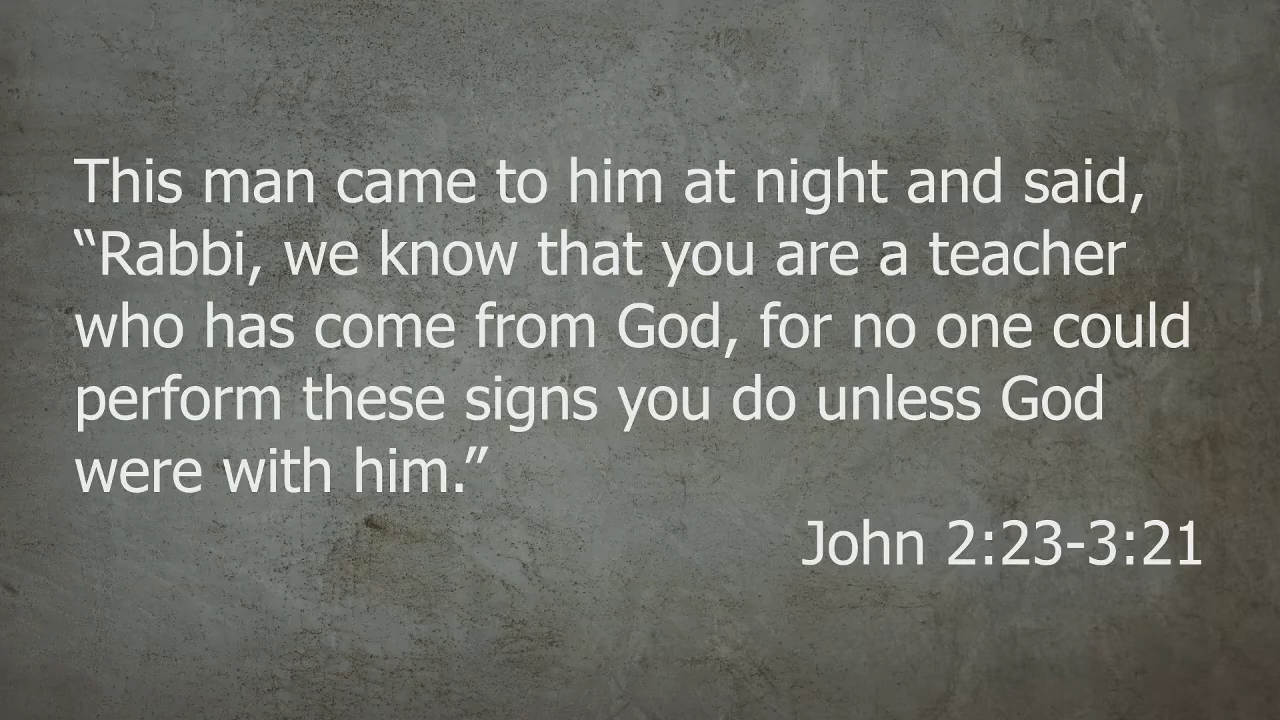 This man came to him at night and said,
“Rabbi, we know that you are a teacher
who has come from God, for no one could
perform these signs you do unless God
were with him.”
John 2:23-3:21